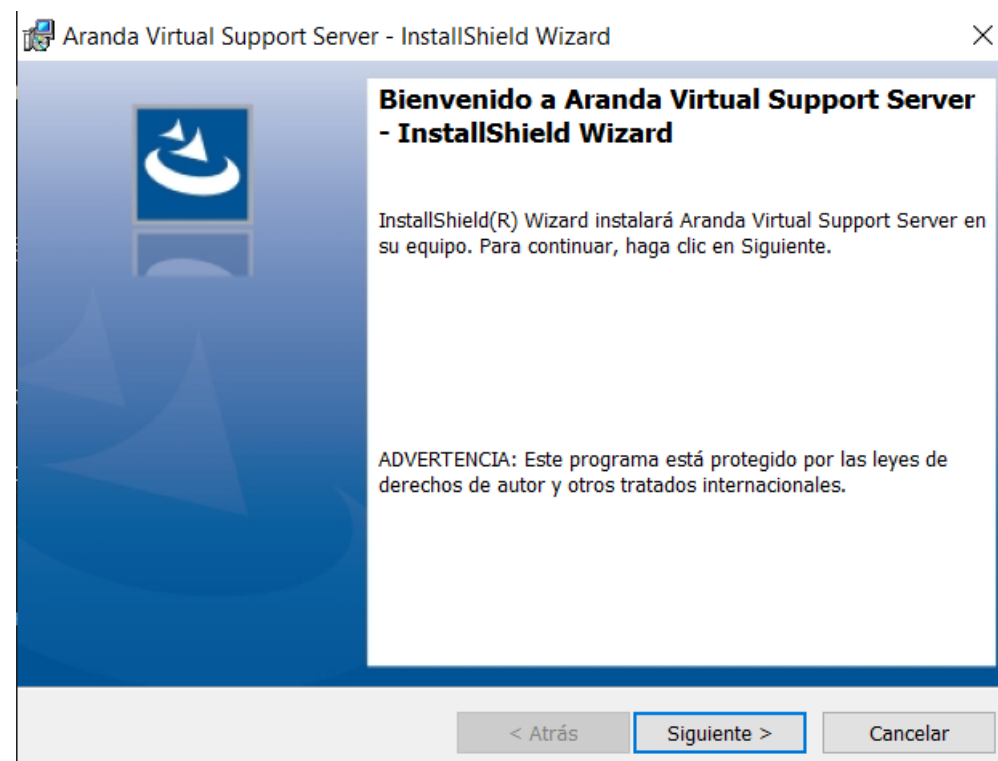 Aranda Virtual Support Server - InstallShield Wizard
Bienvenido a Aranda Virtual Support Server
- InstallShield Wizard
InstallShield(R) Wizard instalará Aranda Virtual Support Server en
su equipo. Para continuar, haga clic en Siguiente.
ADVERTENCIA: Este programa está protegido por las leyes de
derechos de autor y otros tratados internacionales.
< Atrás
Siguiente >
Cancelar